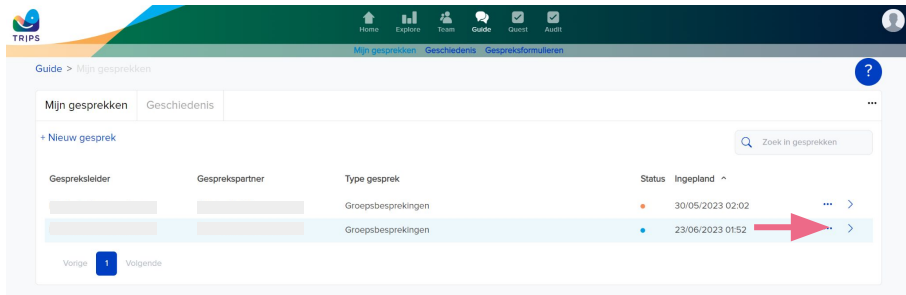 TRIPS
Home Explore Team Guide Quest Audit
Mijn gesprekken Geschiedenis Gespreksformulieren
Guide > Mijn gesprekken
?
Mijn gesprekken Geschiedenis ...
+ Nieuw gesprek
Zoek in gesprekken
Gespreksleider Gesprekspartner Type gesprek Status Ingepland ^
Groepsbesprekingen 30/05/2023 02:02 ... >
Groepsbesprekingen 23/06/2023 01:52 ... >
Vorige 1 Volgende